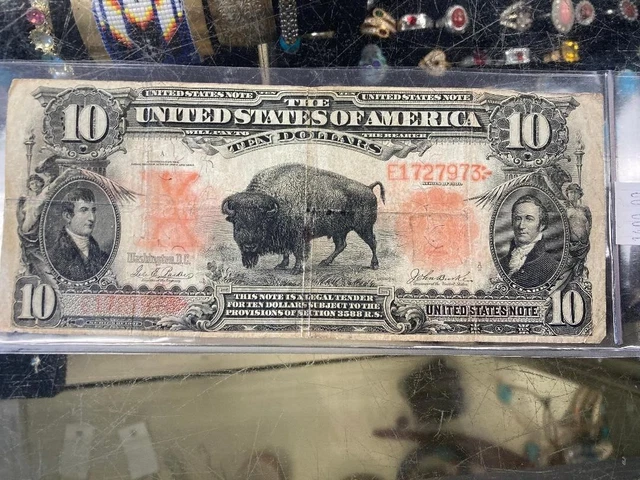 UNITED STATES NOTE UNITED STATES NOTE
THE
10 UNITED STATES OF AMERICA 10
WILL PAY TO THE BEARER
TEN DOLLARS
E1727973
Washington, D.C.
10 THIS NOTE IS A LEGAL TENDER 10
FOR TEN DOLLARS SUBJECT TO THE UNITED STATES NOTE
PROVISIONS OF SECTION 3588 R.S.